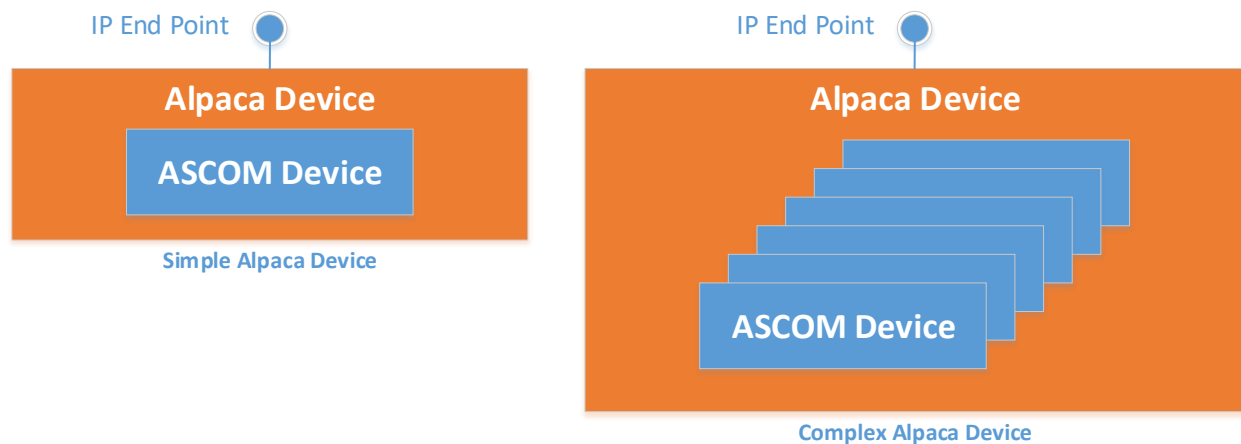 IP End Point
Alpaca Device
ASCOM Device
Simple Alpaca Device
IP End Point
Alpaca Device
ASCOM Device
Complex Alpaca Device